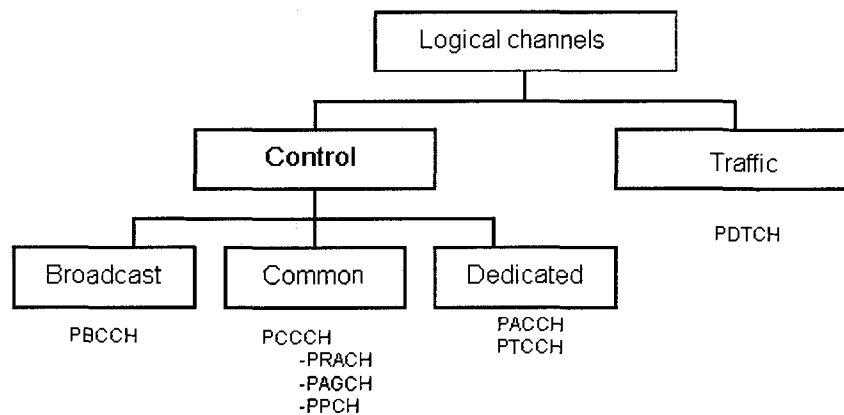 Logical channels
Control
Traffic
PDTCH
Broadcast
Common
Dedicated
PBCCH
PCCCH
-PRACH
-PAGCH
-PPCH
PACCH
PTCCH